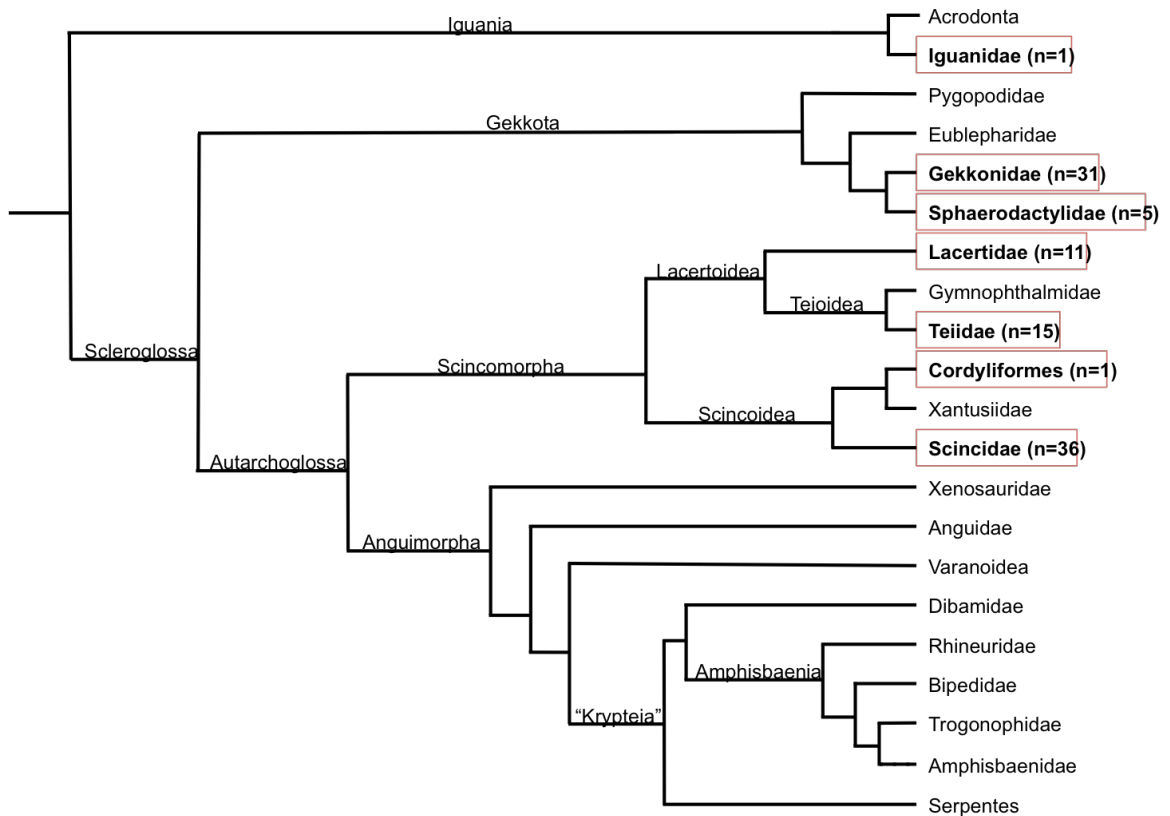 Iguania
Acrodonta
Iguanidae (n=1)
Gekkota
Pygopodidae
Eublepharidae
Gekkonidae (n=31)
Sphaerodactylidae (n=5)
Lacertidae (n=11)
Lacertoidea
Gymnophthalmidae
Teioidea
Teiidae (n=15)
Scleroglossa
Scincomorpha
Cordyliformes (n=1)
Xantusiidae
Scincoidea
Scincidae (n=36)
Autarchoglossa
Xenosauridae
Anguidae
Anguimorpha
Varanoidea
Dibamidae
Rhineuridae
Amphisbaenia
Bipedidae
“Krypteia”
Trogonophidae
Amphisbaenidae
Serpentes